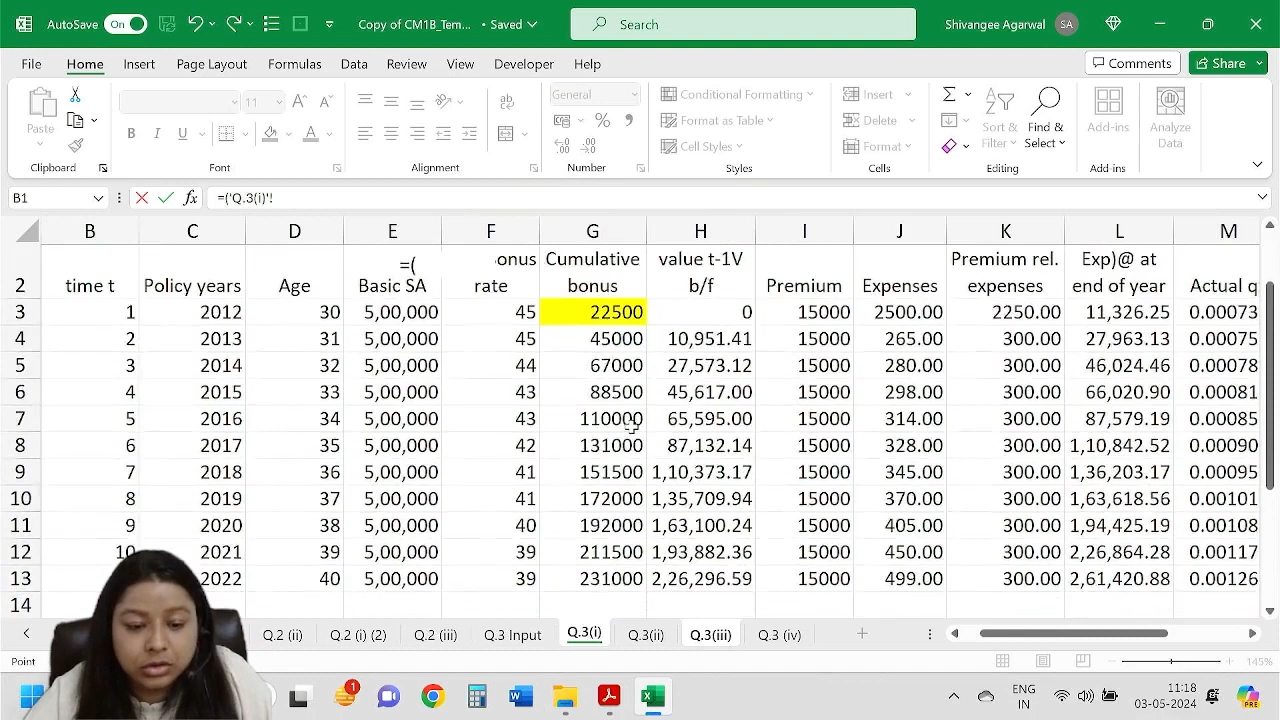 AutoSave On Copy of CM1B_Tem... • Saved Search Shivangee Agarwal SA
File Home Insert Page Layout Formulas Data Review View Developer Help Comments Share
Paste
11
B I U
ab
General
% ,
Conditional Formatting
Format as Table
Cell Styles
Insert
Delete
Format
Sort & Filter
Find & Select
Add-ins
Analyze Data
Clipboard Font Alignment Number Styles Cells Editing Add-ins
B1 fx =('Q.3(i)'!
B C D E F G H I J K L M
=( onus Cumulative value t-1V Premium rel. Exp)@ at
2 time t Policy years Age Basic SA rate bonus b/f Premium Expenses expenses end of year Actual q
3 1 2012 30 5,00,000 45 22500 0 15000 2500.00 2250.00 11,326.25 0.00073
4 2 2013 31 5,00,000 45 45000 10,951.41 15000 265.00 300.00 27,963.13 0.00075
5 3 2014 32 5,00,000 44 67000 27,573.12 15000 280.00 300.00 46,024.46 0.00078
6 4 2015 33 5,00,000 43 88500 45,617.00 15000 298.00 300.00 66,020.90 0.00081
7 5 2016 34 5,00,000 43 110000 65,595.00 15000 314.00 300.00 87,579.19 0.00085
8 6 2017 35 5,00,000 42 131000 87,132.14 15000 328.00 300.00 1,10,842.52 0.00090
9 7 2018 36 5,00,000 41 151500 1,10,373.17 15000 345.00 300.00 1,36,203.17 0.00095
10 8 2019 37 5,00,000 41 172000 1,35,709.94 15000 370.00 300.00 1,63,618.56 0.00101
11 9 2020 38 5,00,000 40 192000 1,63,100.24 15000 405.00 300.00 1,94,425.19 0.00108
12 10 2021 39 5,00,000 39 211500 1,93,882.36 15000 450.00 300.00 2,26,864.28 0.00117
13 2022 40 5,00,000 39 231000 2,26,296.59 15000 499.00 300.00 2,61,420.88 0.00126
14
Q.2 (ii) Q.2 (i) (2) Q.2 (iii) Q.3 Input Q.3(i) Q.3(ii) Q.3(iii) Q.3 (iv)
Point 145%
1 ENG IN 11:18 03-05-2024 PRE